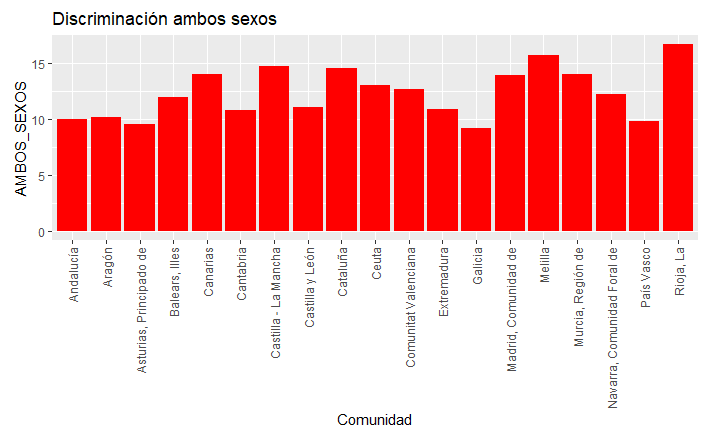 Discriminación ambos sexos
AMBOS_SEXOS
15
10
5
0
Andalucía
Aragón
Asturias, Principado de
Balears, Illes
Canarias
Cantabria
Castilla - La Mancha
Castilla y León
Cataluña
Ceuta
Comunitat Valenciana
Extremadura
Galicia
Madrid, Comunidad de
Melilla
Murcia, Región de
Navarra, Comunidad Foral de
País Vasco
Rioja, La
Comunidad